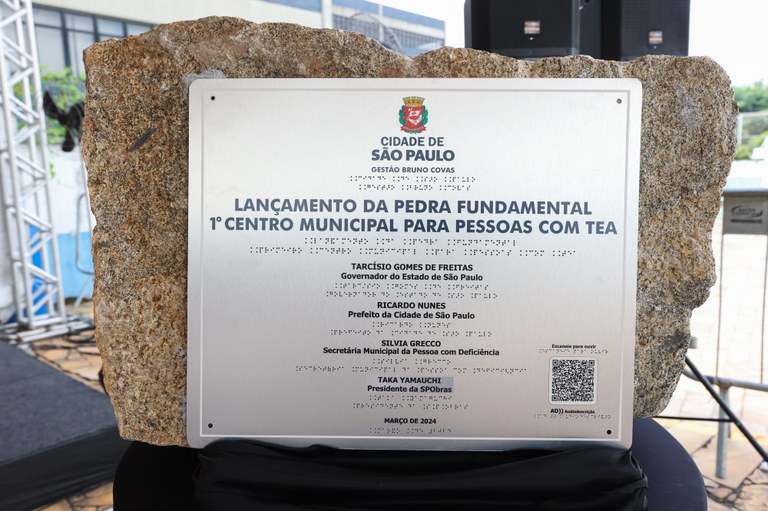 CIDADE DE
SÃO PAULO
GESTÃO BRUNO COVAS
LANÇAMENTO DA PEDRA FUNDAMENTAL
1º CENTRO MUNICIPAL PARA PESSOAS COM TEA
TARCÍSIO GOMES DE FREITAS
Governador do Estado de São Paulo
RICARDO NUNES
Prefeito da Cidade de São Paulo
SILVIA GRECCO
Secretária Municipal da Pessoa com Deficiência
TAKA YAMAUCHI
Presidente da SPObras
MARÇO DE 2024
Escaneie para ouvir
AD))) Audiodescrição